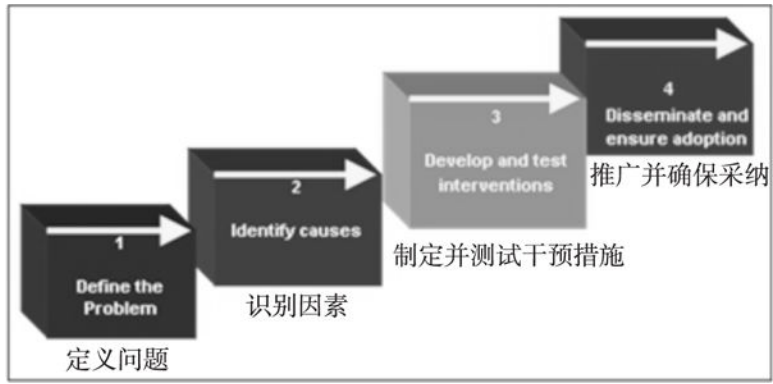 1
Define the
Problem
定义问题
2
Identify causes
识别因素
3
Develop and test
interventions
制定并测试干预措施
4
Disseminate and
ensure adoption
推广并确保采纳